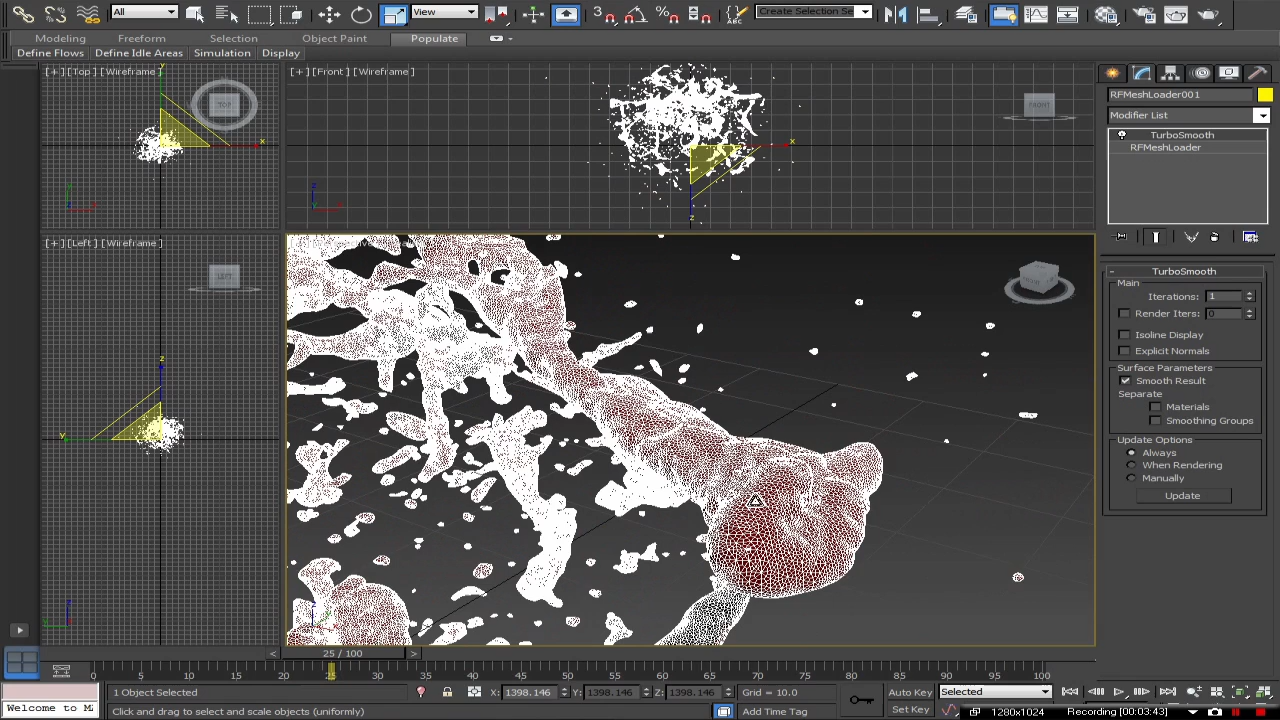 All
View
Create Selection Se
Modeling Freeform Selection Object Paint Populate
Define Flows Define Idle Areas Simulation Display
[+][Top][Wireframe]
TOP
Y
X
[+][Front][Wireframe]
FRONT
X
Z
RFMeshLoader001
Modifier List
TurboSmooth
RFMeshLoader
[+][Left][Wireframe]
LEFT
Z
Y
TurboSmooth
Main
Iterations: 1
Render Iters: 0
Isoline Display
Explicit Normals
Surface Parameters
Smooth Result
Separate
Materials
Smoothing Groups
Update Options
Always
When Rendering
Manually
Update
< 25 / 100 >
0 5 10 15 20 25 30 35 40 45 50 55 60 65 70 75 80 85 90 95 100
1 Object Selected X: 1398.146 Y: 1398.146 Z: 1398.146 Grid = 10.0 Auto Key Selected
Welcome to MA Click and drag to select and scale objects (uniformly) Add Time Tag Set Key
1280x1024 Recording [00:03:43]